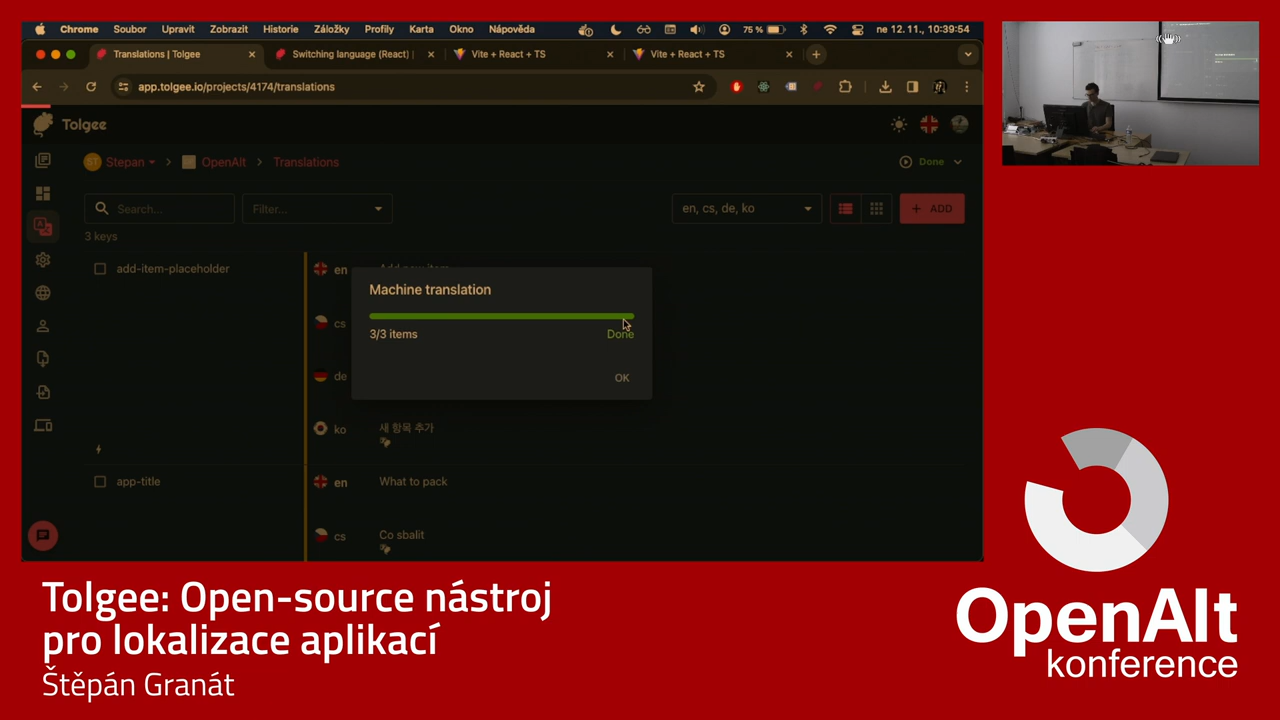 Chrome Soubor Upravit Zobrazit Historie Záložky Profily Karta Okno Nápověda 75 % ne 12. 11., 10:39:54
Translations | Tolgee
Switching language (React) |
Vite + React + TS
Vite + React + TS
app.tolgee.io/projects/4174/translations
Tolgee
ST Stepan OpenAlt Translations Done
Search... Filter... en, cs, de, ko ADD
3 keys
add-item-placeholder en Add new item
Machine translation
cs
3/3 items Done
de
OK
ko 새 항목 추가
app-title en What to pack
cs Co sbalit
Tolgee: Open-source nástroj
pro lokalizace aplikací
Štěpán Granát
OpenAlt
konference